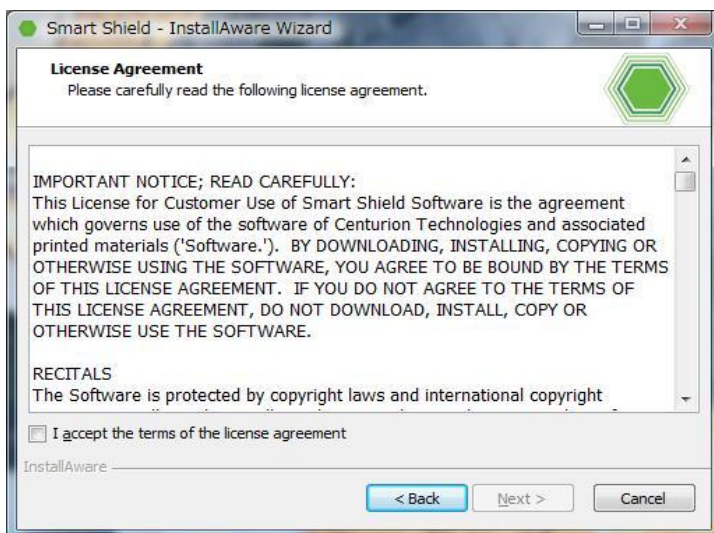 Smart Shield - InstallAware Wizard
License Agreement
Please carefully read the following license agreement.
IMPORTANT NOTICE; READ CAREFULLY:
This License for Customer Use of Smart Shield Software is the agreement
which governs use of the software of Centurion Technologies and associated
printed materials ('Software.').  BY DOWNLOADING, INSTALLING, COPYING OR
OTHERWISE USING THE SOFTWARE, YOU AGREE TO BE BOUND BY THE TERMS
OF THIS LICENSE AGREEMENT.  IF YOU DO NOT AGREE TO THE TERMS OF
THIS LICENSE AGREEMENT, DO NOT DOWNLOAD, INSTALL, COPY OR
OTHERWISE USE THE SOFTWARE.
RECITALS
The Software is protected by copyright laws and international copyright
I accept the terms of the license agreement
InstallAware
< Back Next > Cancel